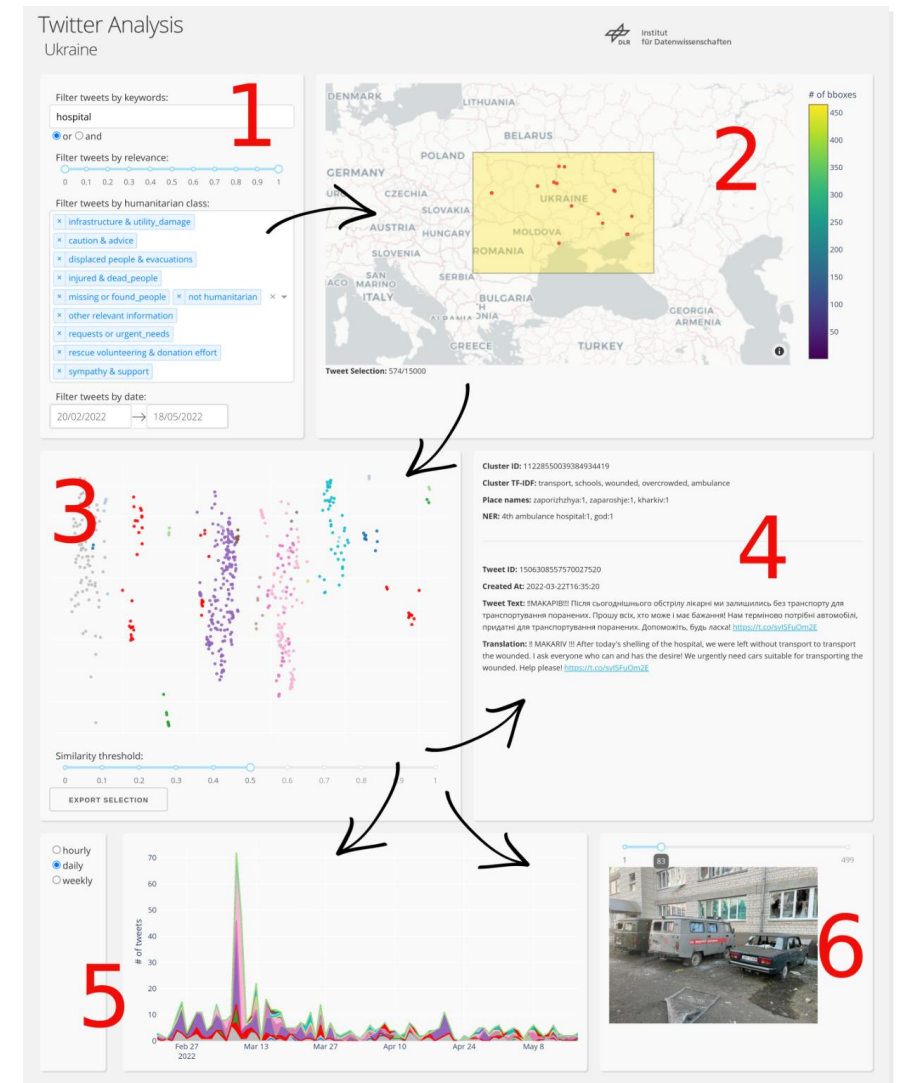 Twitter Analysis
Ukraine
DLR
Institut
für Datenwissenschaften
1
Filter tweets by keywords:
hospital
or and
Filter tweets by relevance:
0 0.1 0.2 0.3 0.4 0.5 0.6 0.7 0.8 0.9 1
Filter tweets by humanitarian class:
× infrastructure & utility_damage
× caution & advice
× displaced people & evacuations
× injured & dead_people
× missing or found_people × not humanitarian ×
× other relevant information
× requests or urgent_needs
× rescue volunteering & donation effort
× sympathy & support
Filter tweets by date:
20/02/2022 → 18/05/2022
2
DENMARK
LITHUANIA
BELARUS
POLAND
GERMANY
CZECHIA
UKRAINE
SLOVAKIA
AUSTRIA
HUNGARY
MOLDOVA
SLOVENIA
ROMANIA
SAN
MARINO
SERBIA
ITALY
BULGARIA
GEORGIA
ARMENIA
GREECE
TURKEY
# of bboxes
450
400
350
300
250
200
150
100
50
Tweet Selection: 574/15000
3
Similarity threshold:
0 0.1 0.2 0.3 0.4 0.5 0.6 0.7 0.8 1
EXPORT SELECTION
4
Cluster ID: 11228550039384934419
Cluster TF-IDF: transport, schools, wounded, overcrowded, ambulance
Place names: zaporizhzhya:1, zaparoshje:1, kharkiv:1
NER: 4th ambulance hospital:1, god:1
Tweet ID: 1506308557570027520
Created At: 2022-03-22T16:35:20
Tweet Text: ‼МАКАРІВ‼! Після сьогоднішнього обстрілу лікарні ми залишились без транспорту для
транспортування поранених. Прошу всіх, хто може і має бажання! Нам терміново потрібні автомобілі,
придатні для транспортування поранених. Допоможіть, будь ласка! https://t.co/svISFuOm2E
Translation: ‼ MAKARIV !!! After today's shelling of the hospital, we were left without transport to transport
the wounded. I ask everyone who can and has the desire! We urgently need cars suitable for transporting the
wounded. Help please! https://t.co/svISFuOm2E
5
hourly
daily
weekly
# of tweets
70
60
50
40
30
20
10
0
Feb 27 Mar 13 Mar 27 Apr 10 Apr 24 May 8
2022
6
1 83 499